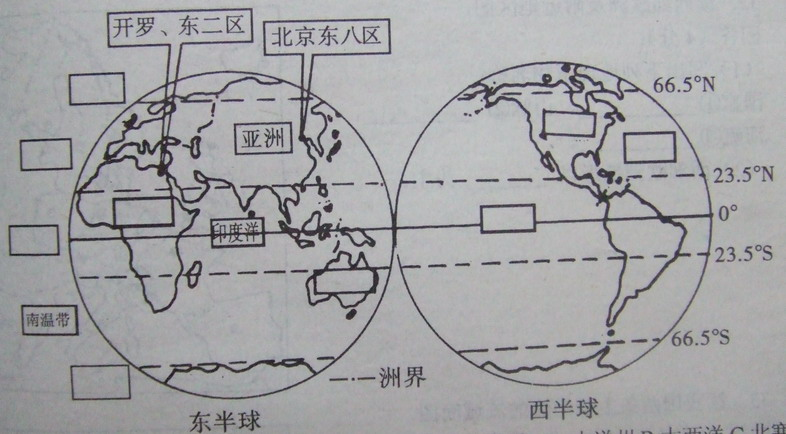 开罗、东二区
北京东八区
66.5°N
亚洲
23.5°N
0°
印度洋
23.5°S
南温带
66.5°S
洲界
东半球
西半球